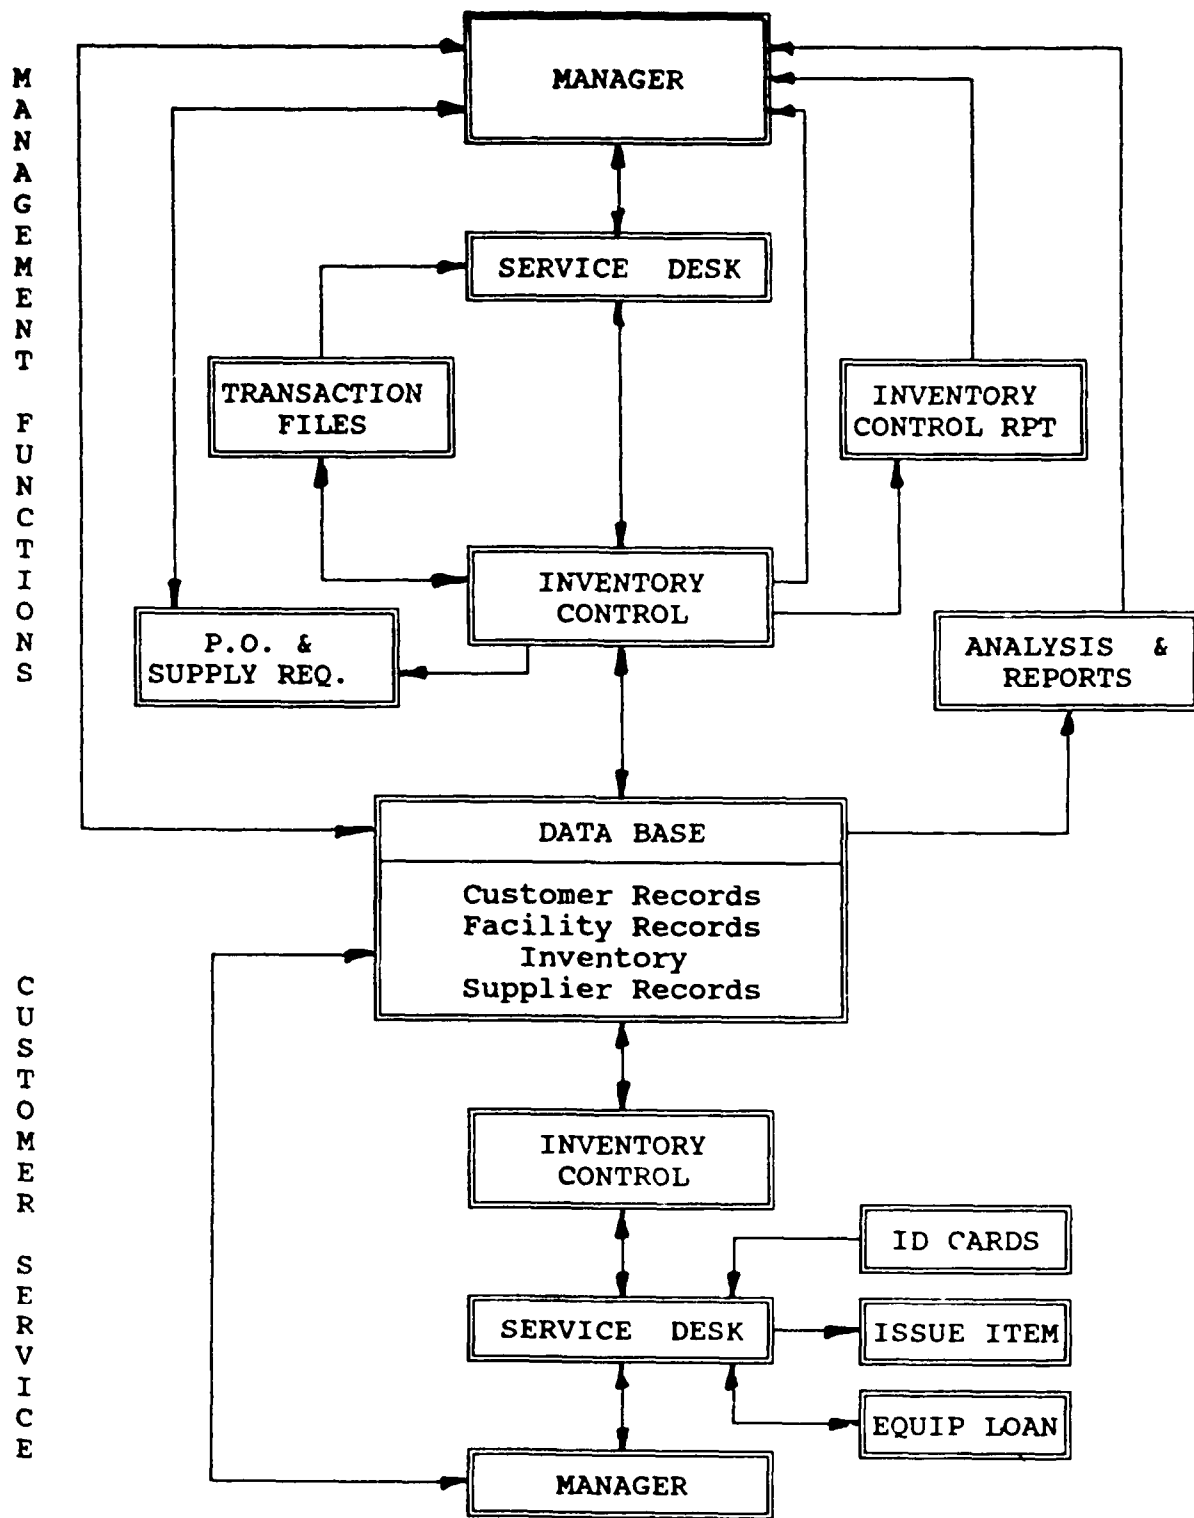 MANAGEMENT FUNCTIONS
MANAGER
SERVICE DESK
TRANSACTION
FILES
INVENTORY
CONTROL RPT
INVENTORY
CONTROL
P.O. &
SUPPLY REQ.
ANALYSIS &
REPORTS
DATA BASE
Customer Records
Facility Records
Inventory
Supplier Records
CUSTOMER SERVICE
INVENTORY
CONTROL
ID CARDS
SERVICE DESK
ISSUE ITEM
EQUIP LOAN
MANAGER